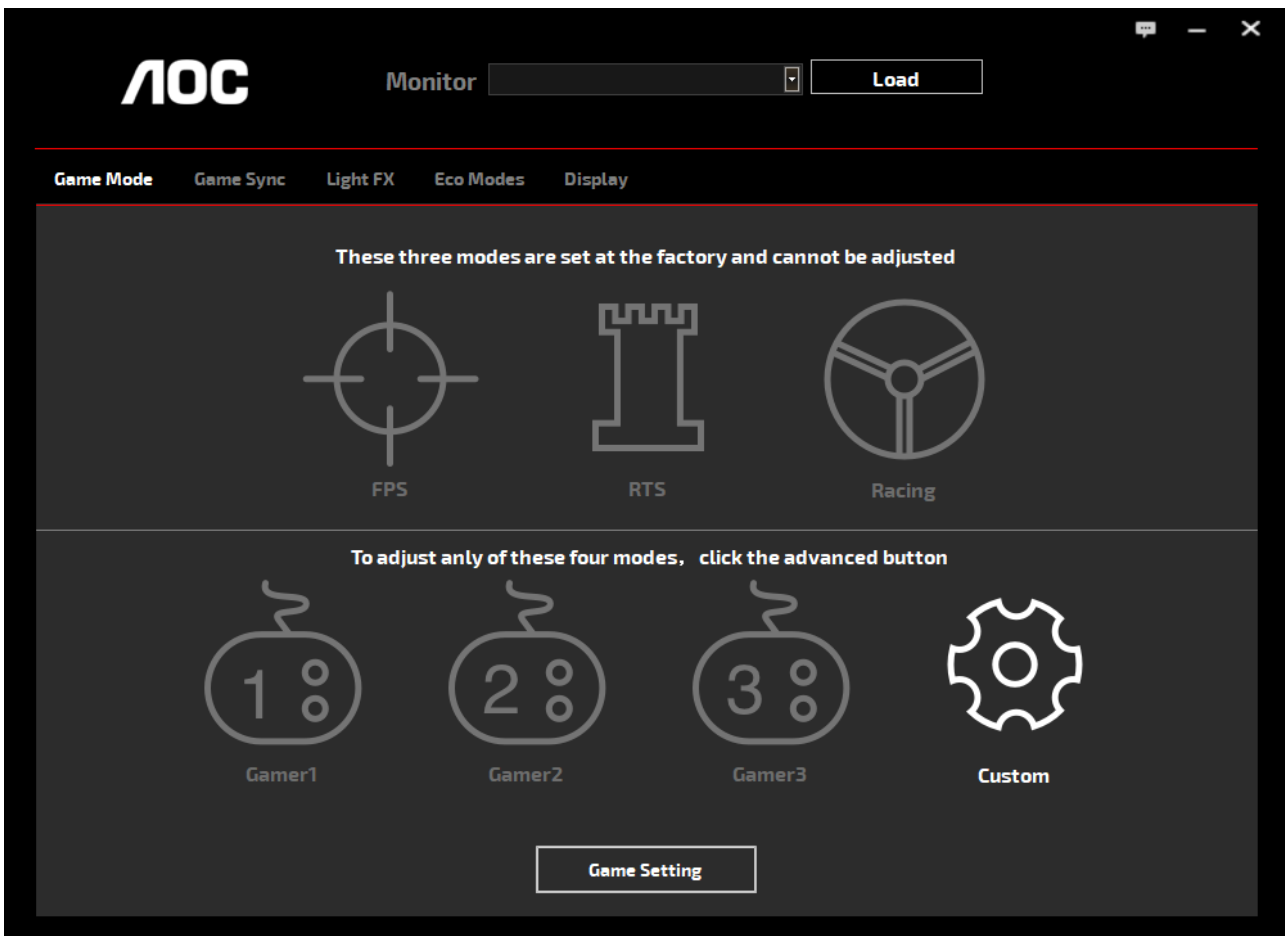 AOC
Monitor
Load
Game Mode Game Sync Light FX Eco Modes Display
These three modes are set at the factory and cannot be adjusted
FPS RTS Racing
To adjust anly of these four modes, click the advanced button
1 2 3
Gamer1 Gamer2 Gamer3 Custom
Game Setting